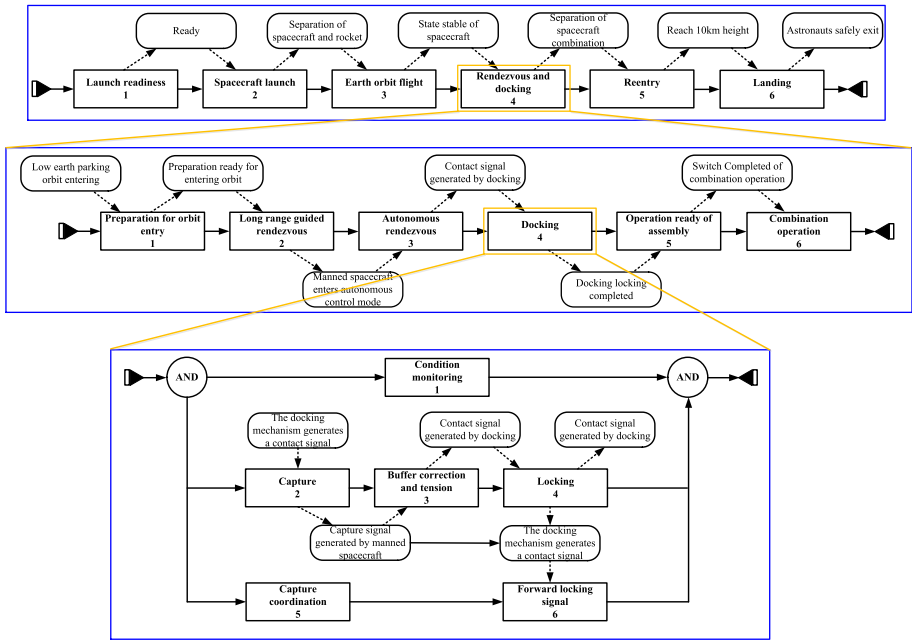 Ready
Separation of
spacecraft and rocket
State stable of
spacecraft
Separation of
spacecraft
combination
Reach 10km height
Astronauts safely exit
Launch readiness
1
Spacecraft launch
2
Earth orbit flight
3
Rendezvous and
docking
4
Reentry
5
Landing
6
Low earth parking
orbit entering
Preparation ready for
entering orbit
Contact signal
generated by docking
Switch Completed of
combination operation
Preparation for orbit
entry
1
Long range guided
rendezvous
2
Autonomous
rendezvous
3
Docking
4
Operation ready of
assembly
5
Combination
operation
6
Manned spacecraft
enters autonomous
control mode
Docking locking
completed
AND
Condition
monitoring
1
AND
The docking
mechanism generates
a contact signal
Contact signal
generated by docking
Contact signal
generated by docking
Capture
2
Buffer correction
and tension
3
Locking
4
Capture signal
generated by manned
spacecraft
The docking
mechanism generates
a contact signal
Capture
coordination
5
Forward locking
signal
6